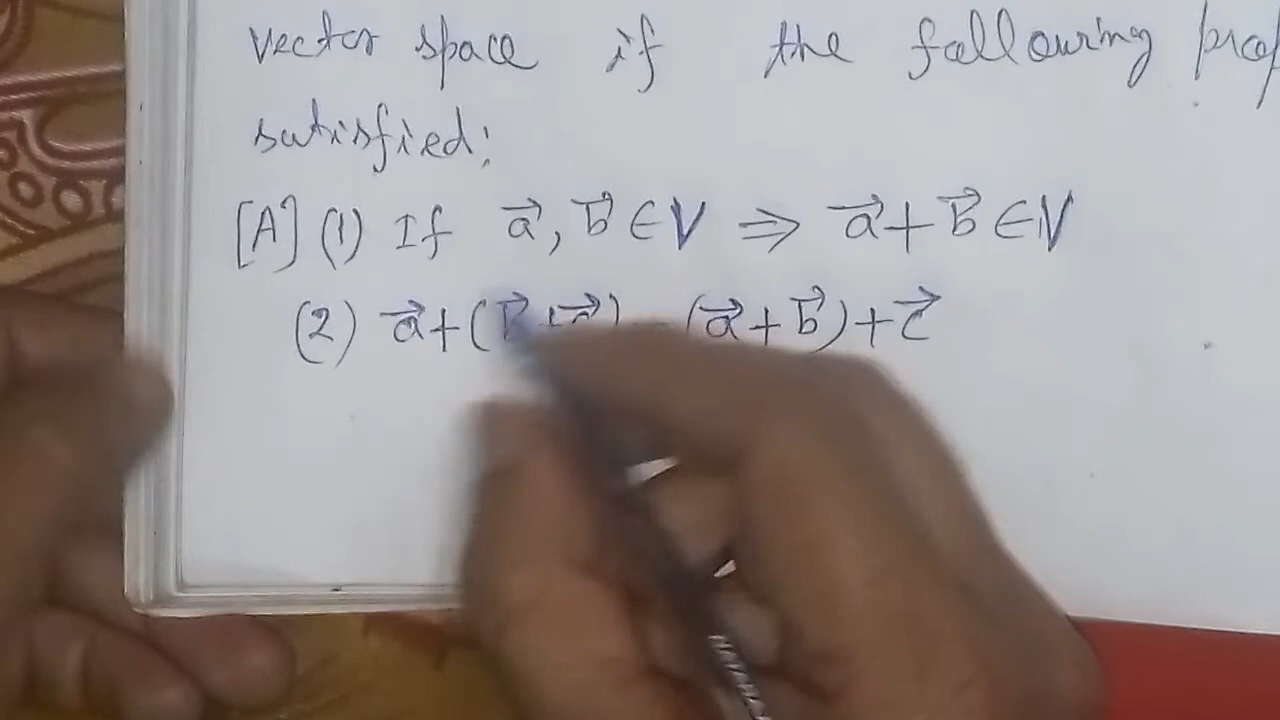 vector space if the following prop
satisfied:
[A] (1) If a⃗, b⃗ ∈ V ⇒ a⃗ + b⃗ ∈ V
(2) a⃗ + (b⃗ + c⃗) = (a⃗ + b⃗) + c⃗